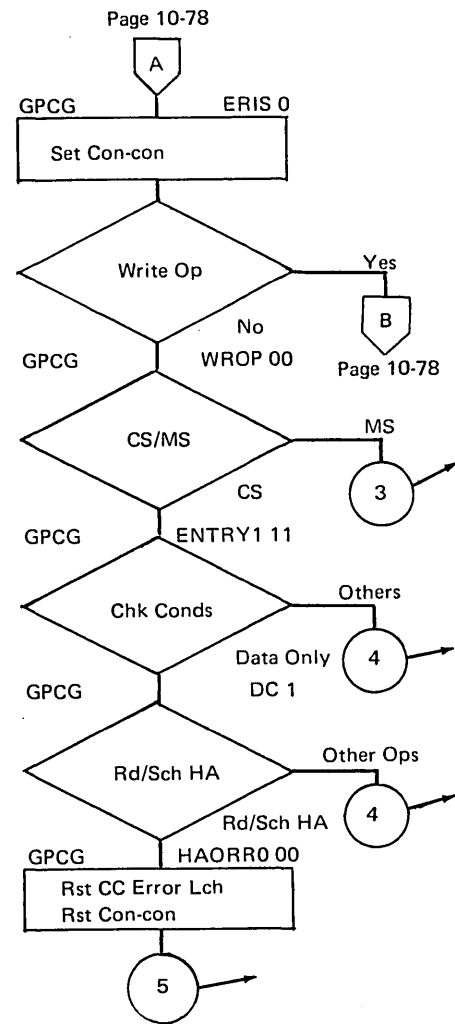 Page 10-78
A
GPCG ERIS 0
Set Con-con
Write Op
Yes
B
Page 10-78
No
GPCG WROP 00
CS/MS
MS
3
CS
GPCG ENTRY1 11
Chk Conds
Others
4
Data Only
GPCG DC 1
Rd/Sch HA
Other Ops
4
Rd/Sch HA
GPCG HAORR0 00
Rst CC Error Lch
Rst Con-con
5